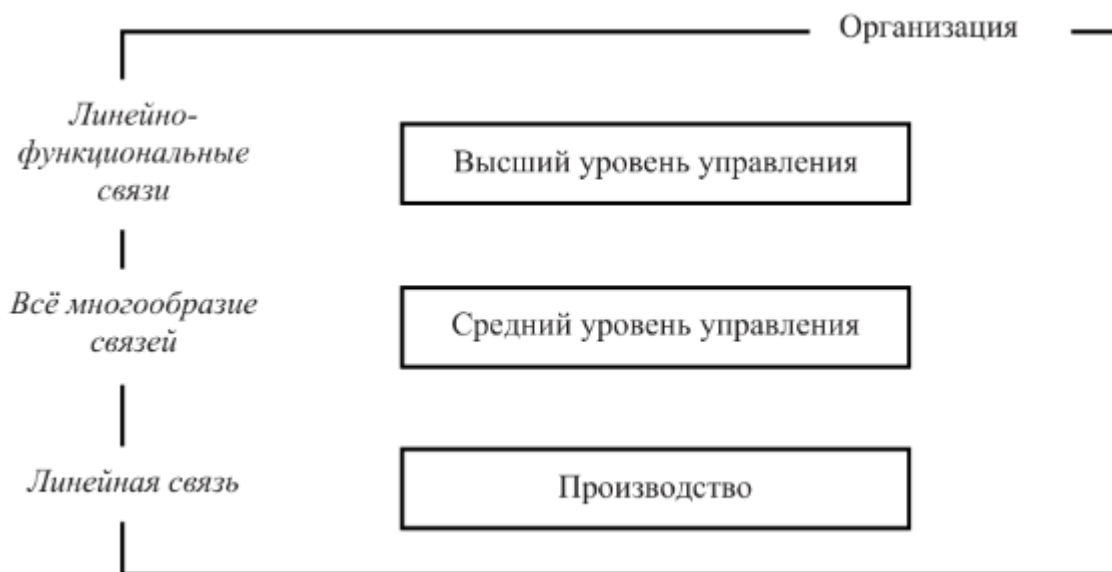 Организация
Линейно-
функциональные
связи
Высший уровень управления
Всё многообразие
связей
Средний уровень управления
Линейная связь
Производство